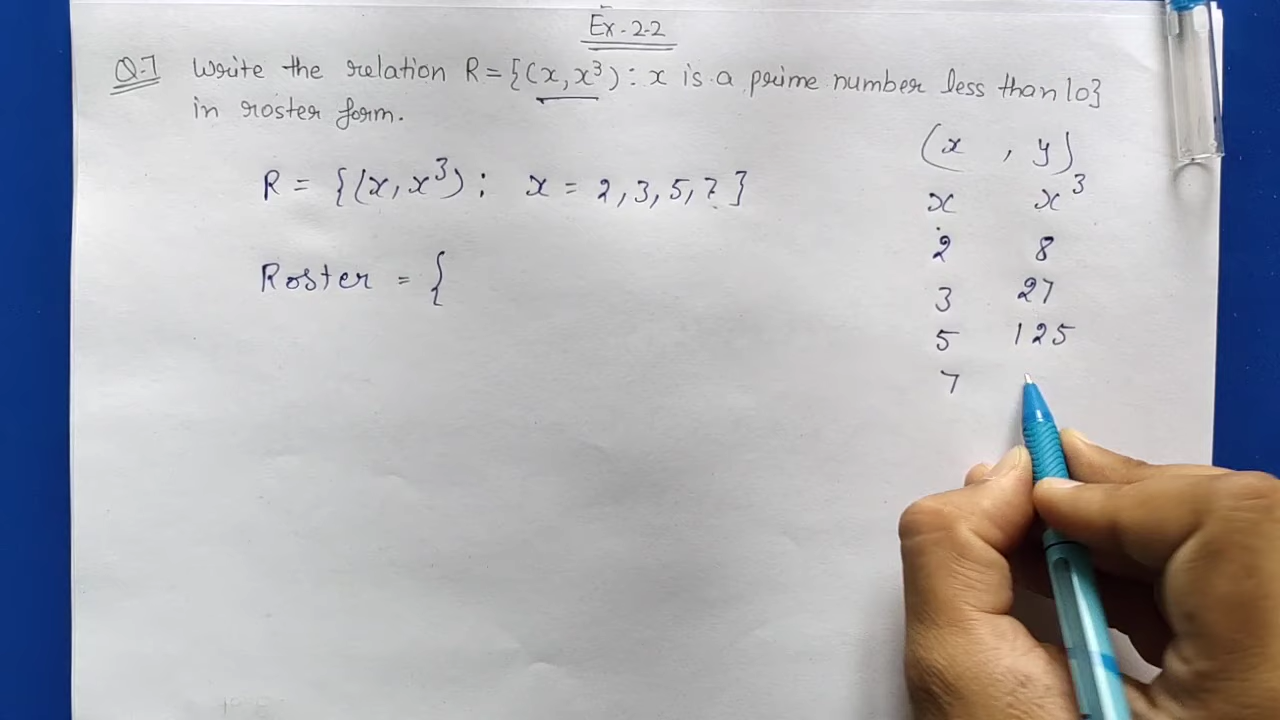 Ex-2.2
Q.7 Write the relation R={(x, x³) : x is a prime number less than 10}
in roster form.
(x , y)
R = {(x, x³) ; x = 2, 3, 5, 7}
x x³
2 8
Roster = {
3 27
5 125
7